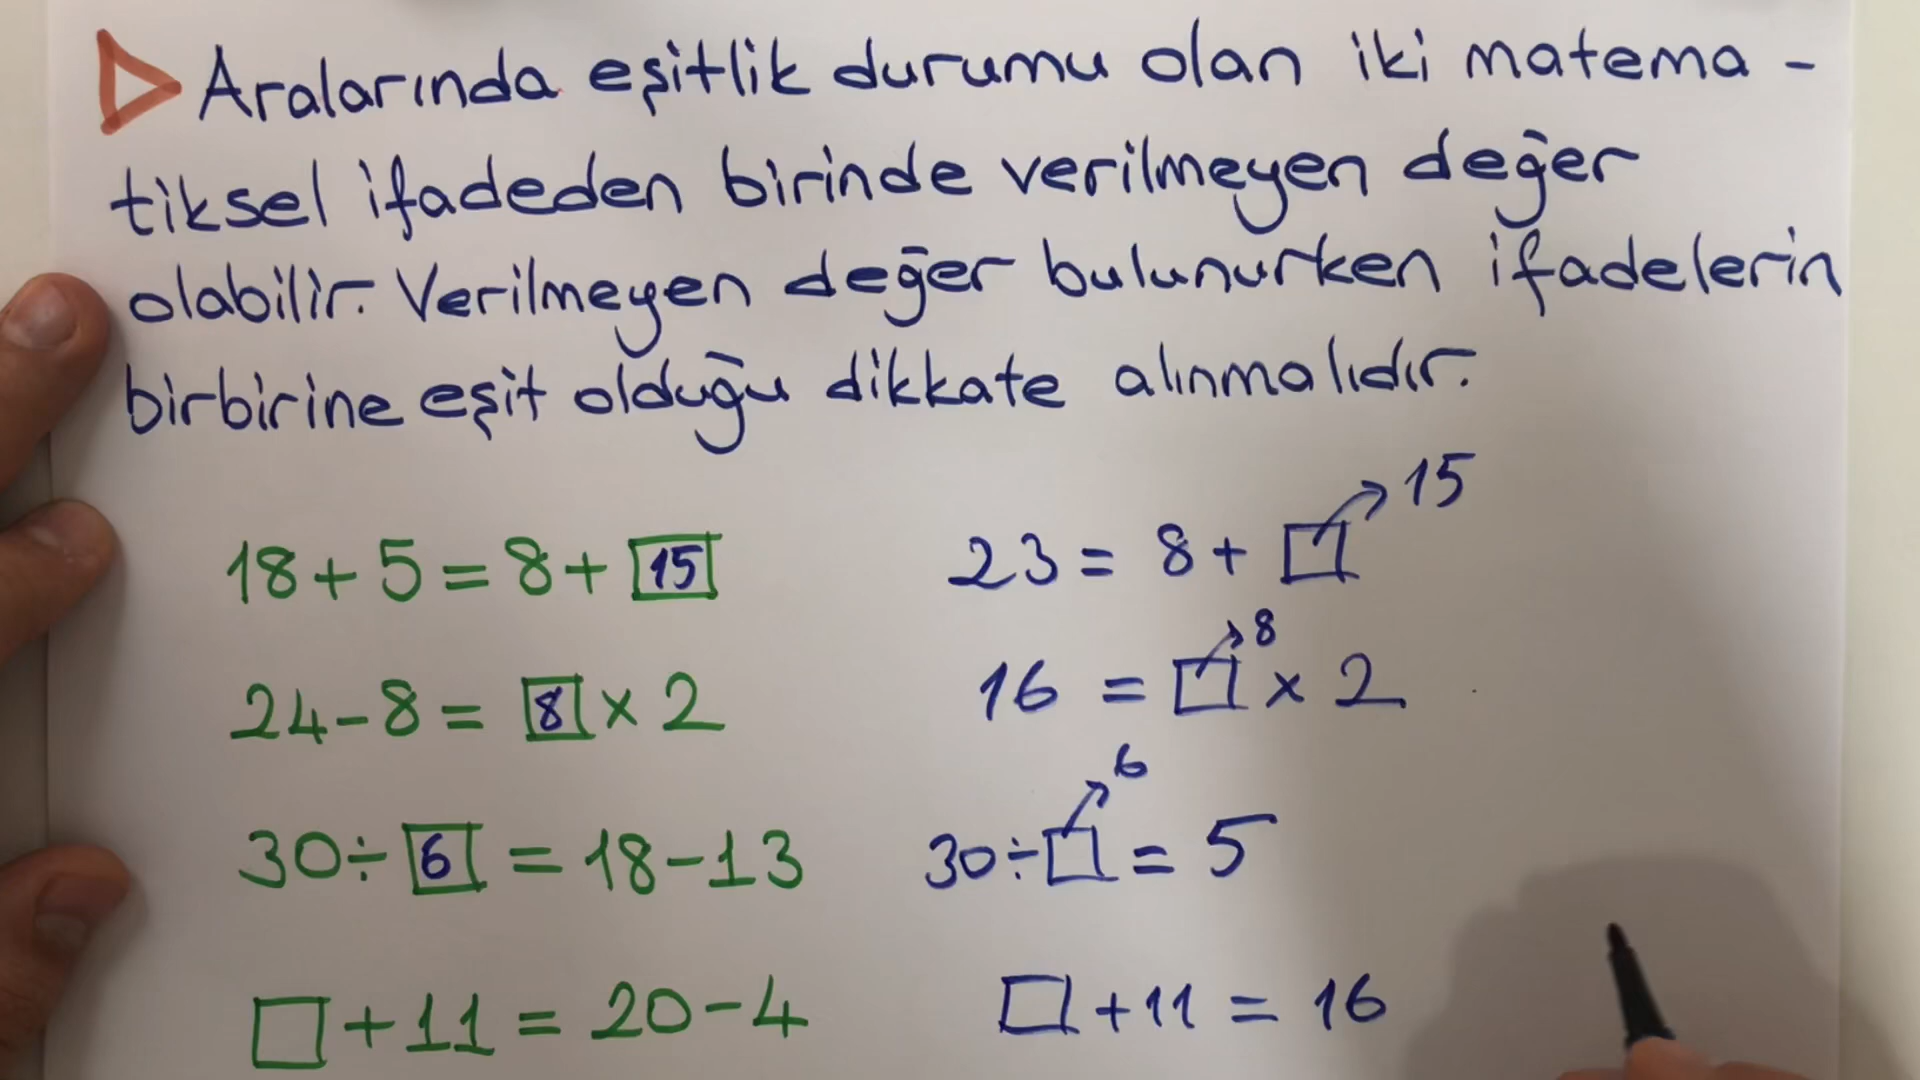 Aralarında eşitlik durumu olan iki matema-
tiksel ifadeden birinde verilmeyen değer
olabilir. Verilmeyen değer bulunurken ifadelerin
birbirine eşit olduğu dikkate alınmalıdır.
18 + 5 = 8 + 15
23 = 8 + □ 15
24 - 8 = 8 x 2
16 = □ x 2 8
30 ÷ 6 = 18 - 13
30 ÷ □ = 5 6
□ + 11 = 20 - 4
□ + 11 = 16